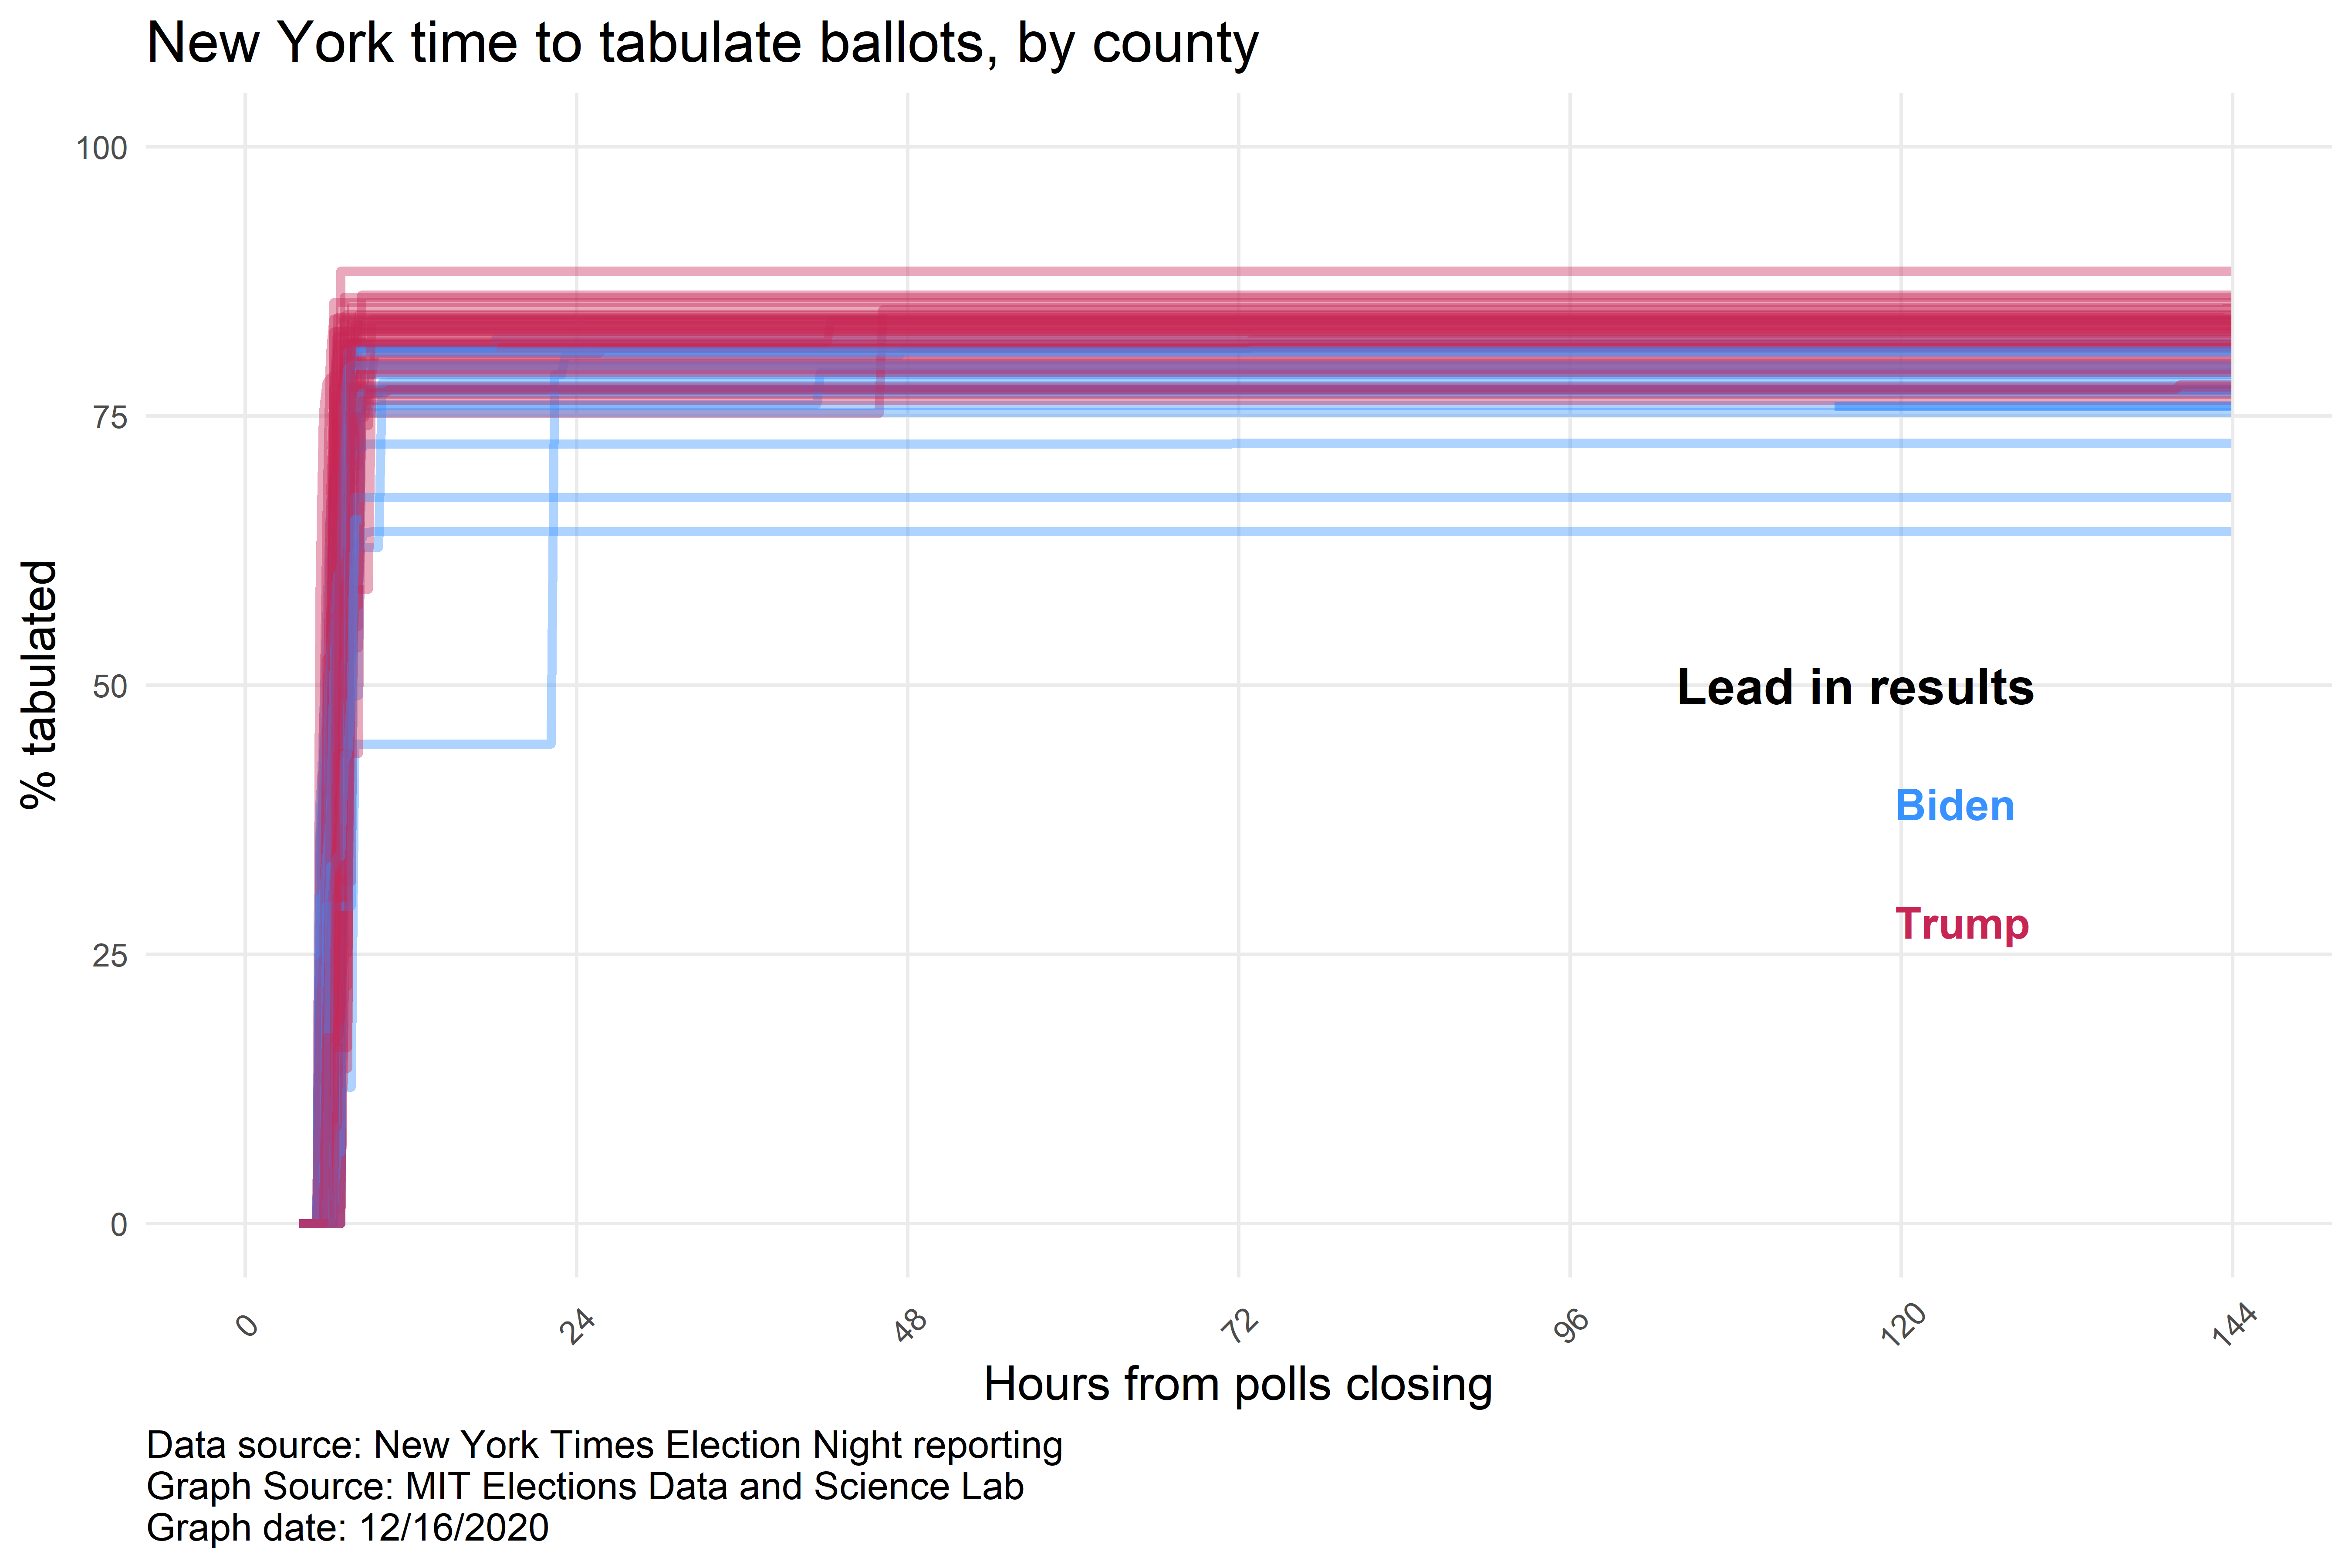 New York time to tabulate ballots, by county
100
75
50
25
0
% tabulated
Lead in results
Biden
Trump
0 24 48 72 96 120 144
Hours from polls closing
Data source: New York Times Election Night reporting
Graph Source: MIT Elections Data and Science Lab
Graph date: 12/16/2020